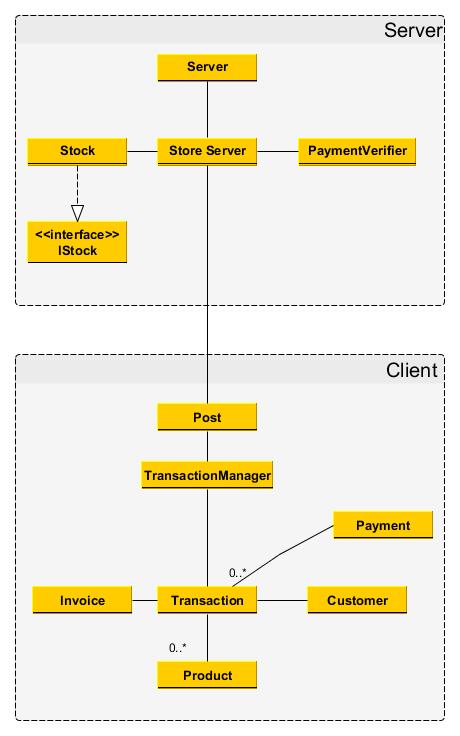 Server
Server
Stock
Store Server
PaymentVerifier
<<interface>>
IStock
Client
Post
TransactionManager
Payment
0..*
Invoice
Transaction
Customer
0..*
Product